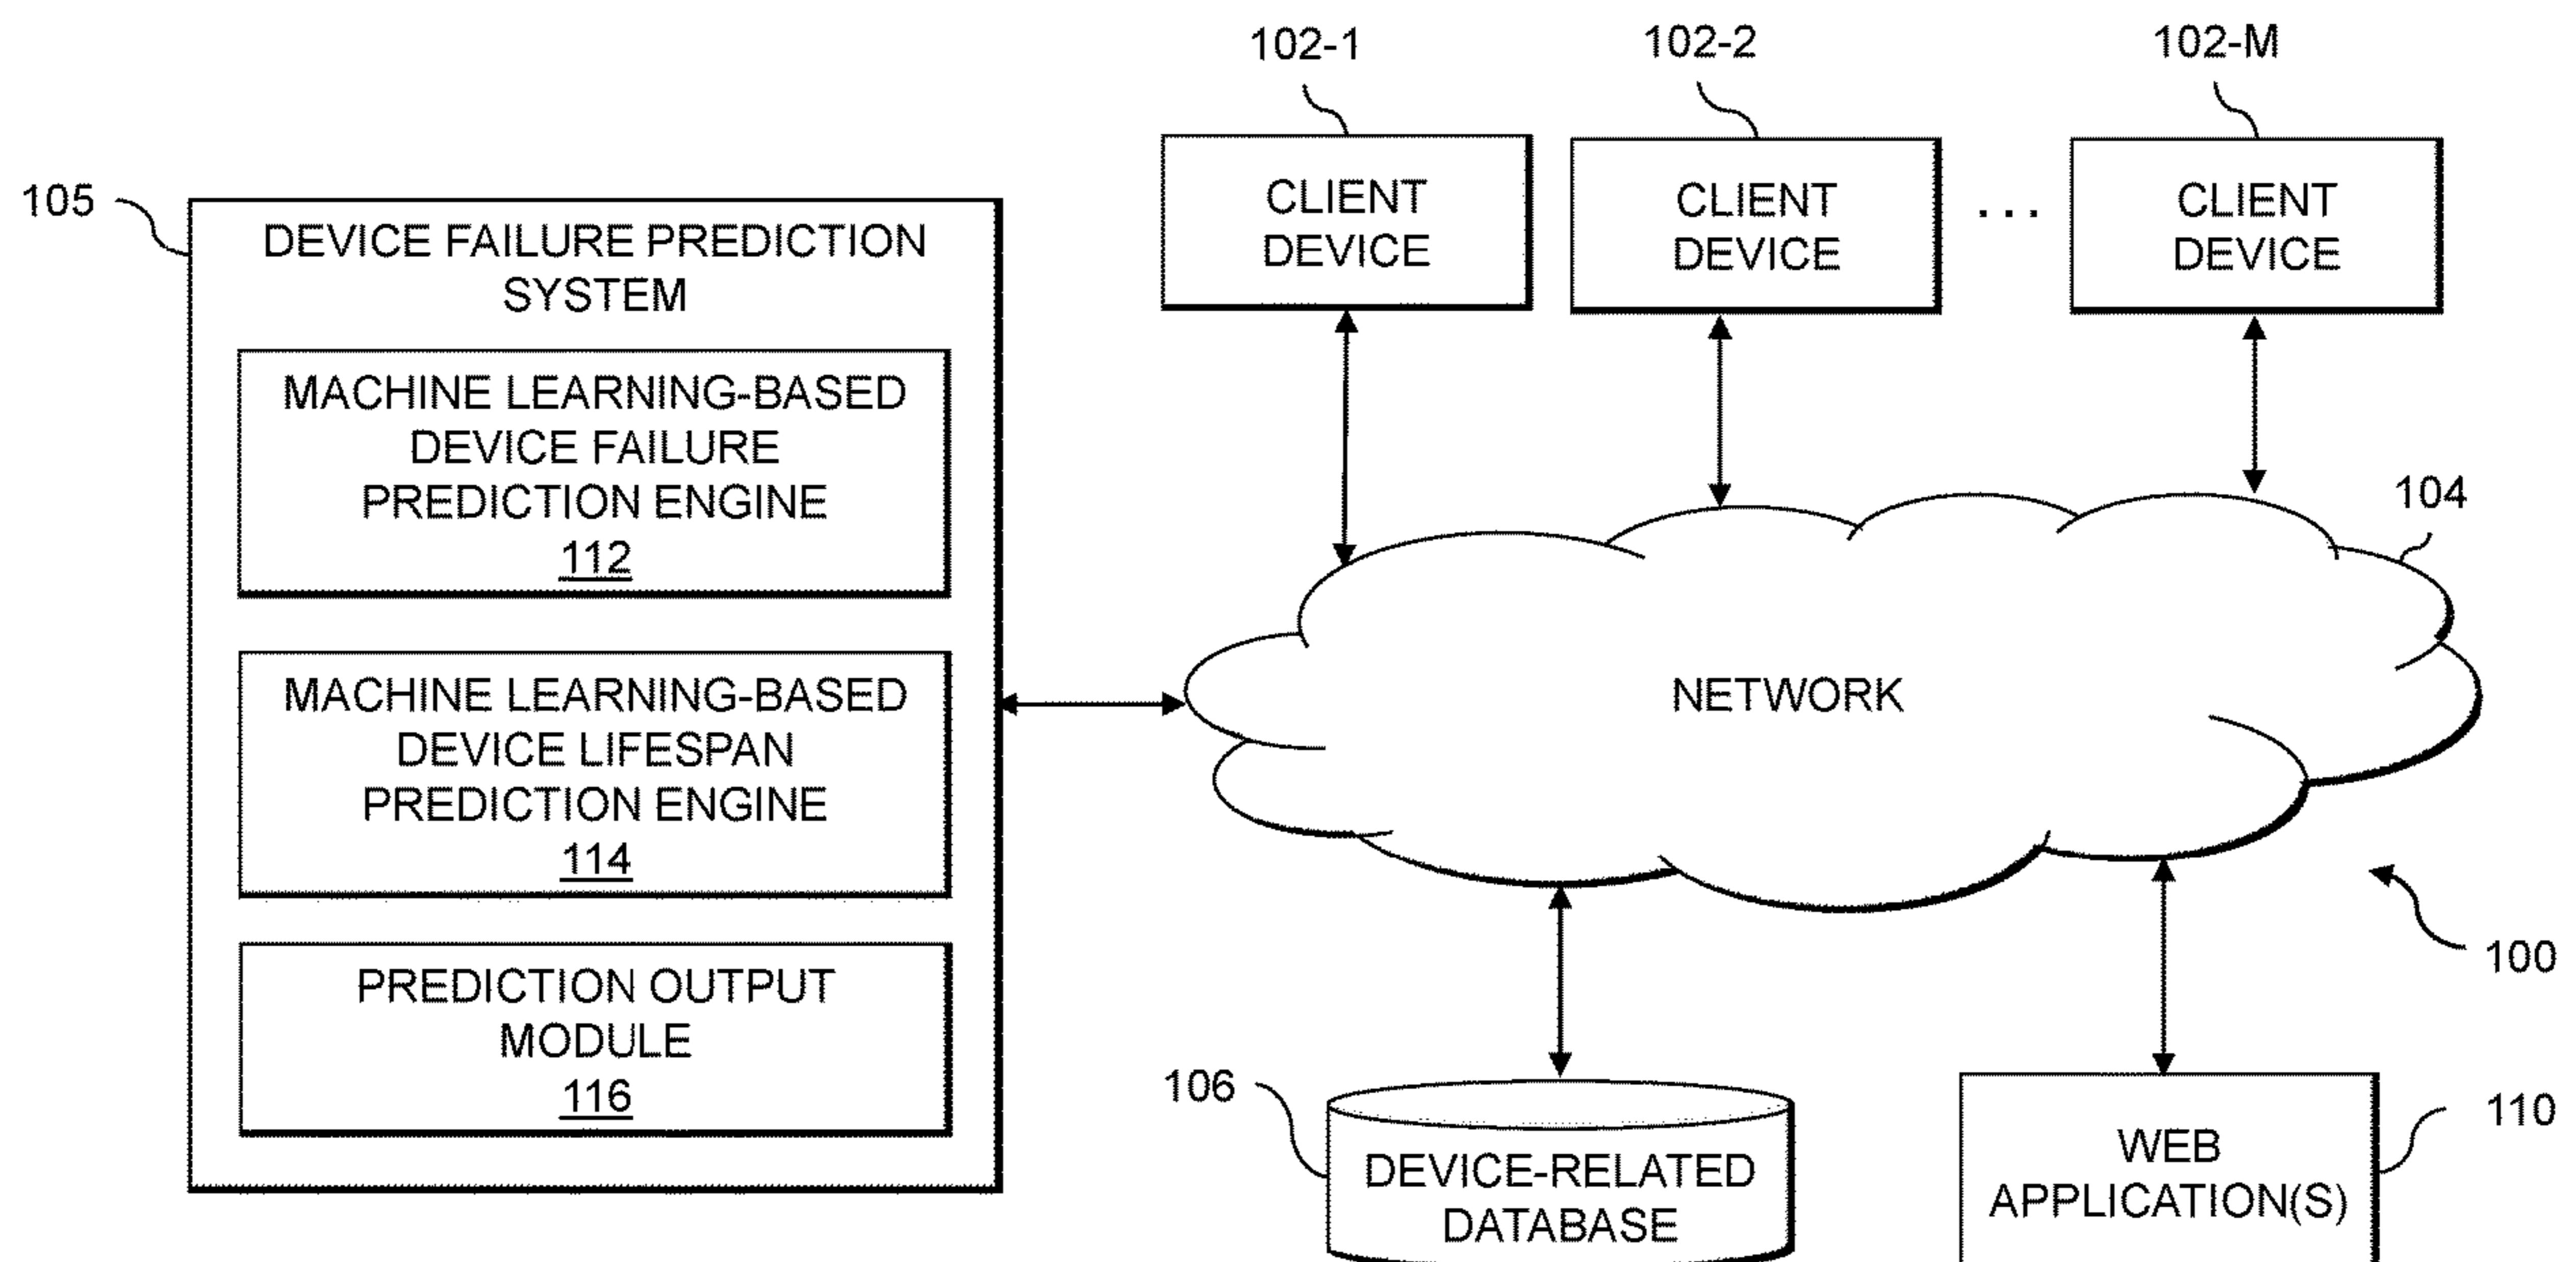 102-1
102-2
102-M
105
DEVICE FAILURE PREDICTION
SYSTEM
MACHINE LEARNING-BASED
DEVICE FAILURE
PREDICTION ENGINE
112
MACHINE LEARNING-BASED
DEVICE LIFESPAN
PREDICTION ENGINE
114
PREDICTION OUTPUT
MODULE
116
CLIENT
DEVICE
CLIENT
DEVICE
...
CLIENT
DEVICE
104
NETWORK
100
106
DEVICE-RELATED
DATABASE
WEB
APPLICATION(S)
110